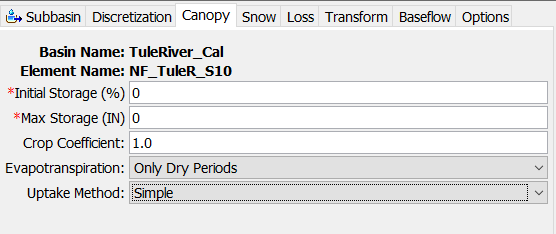 Subbasin Discretization Canopy Snow Loss Transform Baseflow Options
Basin Name: TuleRiver_Cal
Element Name: NF_TuleR_S10
*Initial Storage (%) 0
*Max Storage (IN) 0
Crop Coefficient: 1.0
Evapotranspiration: Only Dry Periods
Uptake Method: Simple